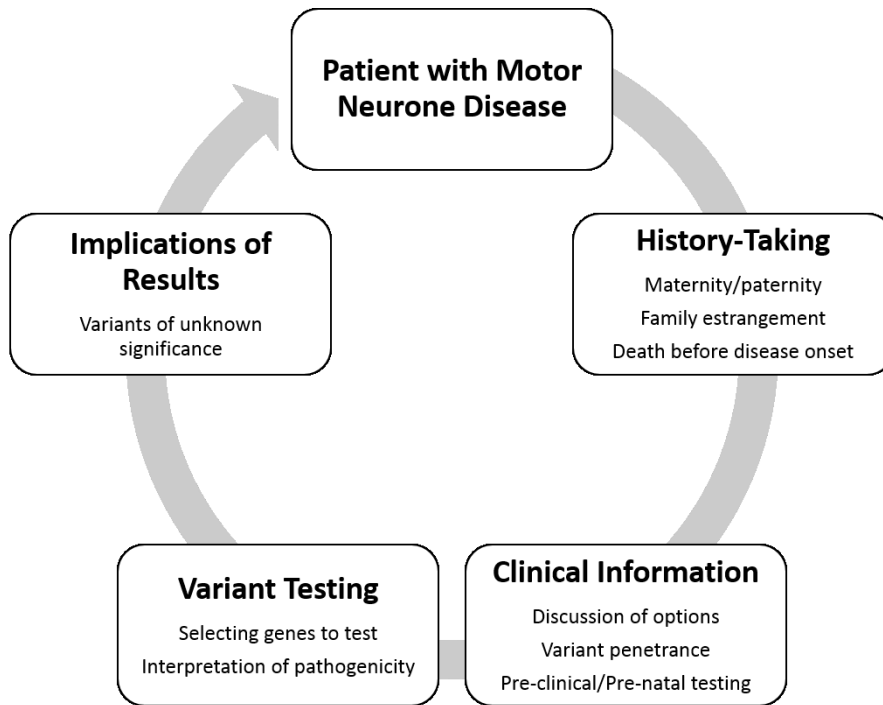 Patient with Motor
Neurone Disease
History-Taking
Maternity/paternity
Family estrangement
Death before disease onset
Clinical Information
Discussion of options
Variant penetrance
Pre-clinical/Pre-natal testing
Variant Testing
Selecting genes to test
Interpretation of pathogenicity
Implications of
Results
Variants of unknown
significance